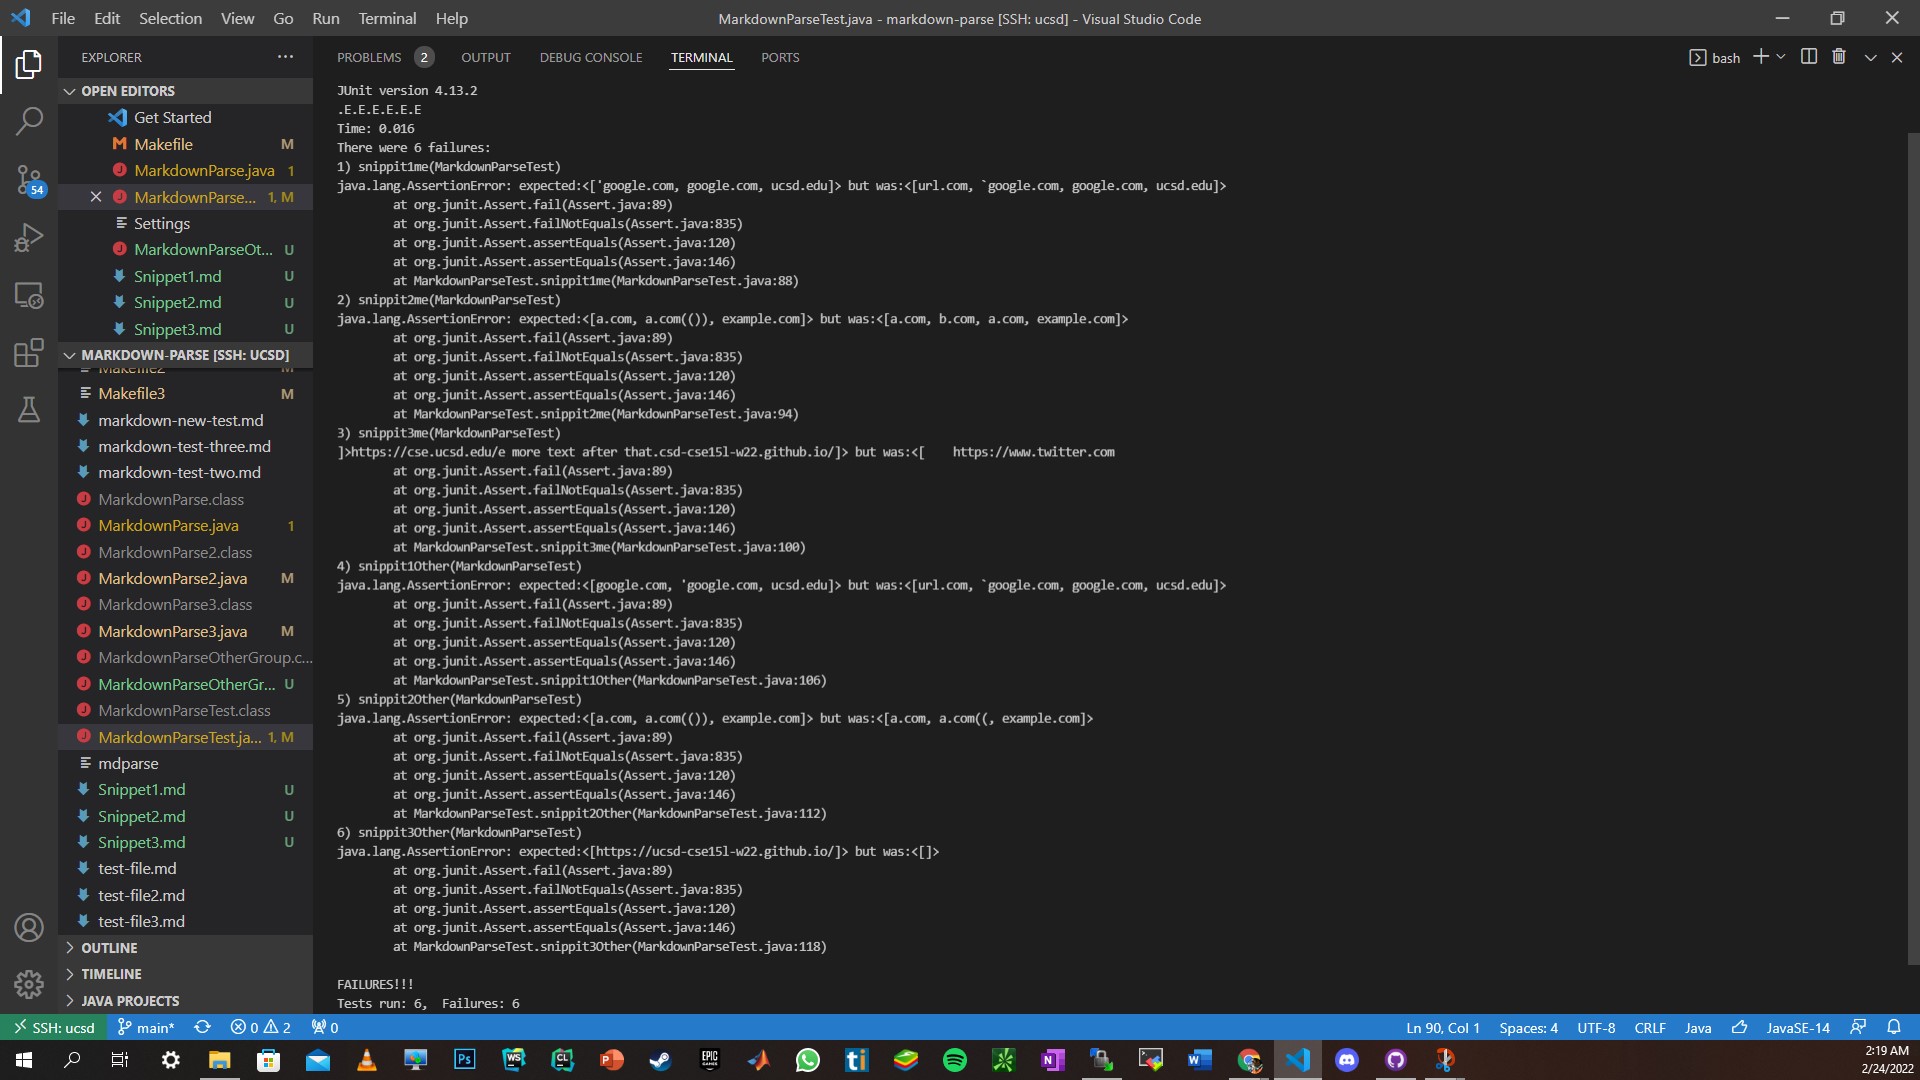 File Edit Selection View Go Run Terminal Help MarkdownParseTest.java - markdown-parse [SSH: ucsd] - Visual Studio Code
EXPLORER
OPEN EDITORS
Get Started
Makefile M
MarkdownParse.java 1
MarkdownParse... 1, M
Settings
MarkdownParseOt... U
Snippet1.md U
Snippet2.md U
Snippet3.md U
MARKDOWN-PARSE [SSH: UCSD]
Makefile2 M
Makefile3 M
markdown-new-test.md
markdown-test-three.md
markdown-test-two.md
MarkdownParse.class
MarkdownParse.java 1
MarkdownParse2.class
MarkdownParse2.java M
MarkdownParse3.class
MarkdownParse3.java M
MarkdownParseOtherGroup.c...
MarkdownParseOtherGr... U
MarkdownParseTest.class
MarkdownParseTest.ja... 1, M
mdparse
Snippet1.md U
Snippet2.md U
Snippet3.md U
test-file.md
test-file2.md
test-file3.md
OUTLINE
TIMELINE
JAVA PROJECTS
54
PROBLEMS 2 OUTPUT DEBUG CONSOLE TERMINAL PORTS bash
JUnit version 4.13.2
.E.E.E.E.E.E
Time: 0.016
There were 6 failures:
1) snippit1me(MarkdownParseTest)
java.lang.AssertionError: expected:<['google.com, google.com, ucsd.edu]> but was:<[url.com, `google.com, google.com, ucsd.edu]>
at org.junit.Assert.fail(Assert.java:89)
at org.junit.Assert.failNotEquals(Assert.java:835)
at org.junit.Assert.assertEquals(Assert.java:120)
at org.junit.Assert.assertEquals(Assert.java:146)
at MarkdownParseTest.snippit1me(MarkdownParseTest.java:88)
2) snippit2me(MarkdownParseTest)
java.lang.AssertionError: expected:<[a.com, a.com(()), example.com]> but was:<[a.com, b.com, a.com, example.com]>
at org.junit.Assert.fail(Assert.java:89)
at org.junit.Assert.failNotEquals(Assert.java:835)
at org.junit.Assert.assertEquals(Assert.java:120)
at org.junit.Assert.assertEquals(Assert.java:146)
at MarkdownParseTest.snippit2me(MarkdownParseTest.java:94)
3) snippit3me(MarkdownParseTest)
]>https://cse.ucsd.edu/e more text after that.csd-cse15l-w22.github.io/]> but was:<[    https://www.twitter.com
at org.junit.Assert.fail(Assert.java:89)
at org.junit.Assert.failNotEquals(Assert.java:835)
at org.junit.Assert.assertEquals(Assert.java:120)
at org.junit.Assert.assertEquals(Assert.java:146)
at MarkdownParseTest.snippit3me(MarkdownParseTest.java:100)
4) snippit1Other(MarkdownParseTest)
java.lang.AssertionError: expected:<[google.com, 'google.com, ucsd.edu]> but was:<[url.com, `google.com, google.com, ucsd.edu]>
at org.junit.Assert.fail(Assert.java:89)
at org.junit.Assert.failNotEquals(Assert.java:835)
at org.junit.Assert.assertEquals(Assert.java:120)
at org.junit.Assert.assertEquals(Assert.java:146)
at MarkdownParseTest.snippit1Other(MarkdownParseTest.java:106)
5) snippit2Other(MarkdownParseTest)
java.lang.AssertionError: expected:<[a.com, a.com(()), example.com]> but was:<[a.com, a.com((, example.com]>
at org.junit.Assert.fail(Assert.java:89)
at org.junit.Assert.failNotEquals(Assert.java:835)
at org.junit.Assert.assertEquals(Assert.java:120)
at org.junit.Assert.assertEquals(Assert.java:146)
at MarkdownParseTest.snippit2Other(MarkdownParseTest.java:112)
6) snippit3Other(MarkdownParseTest)
java.lang.AssertionError: expected:<[https://ucsd-cse15l-w22.github.io/]> but was:<[]>
at org.junit.Assert.fail(Assert.java:89)
at org.junit.Assert.failNotEquals(Assert.java:835)
at org.junit.Assert.assertEquals(Assert.java:120)
at org.junit.Assert.assertEquals(Assert.java:146)
at MarkdownParseTest.snippit3Other(MarkdownParseTest.java:118)
FAILURES!!!
Tests run: 6,  Failures: 6
SSH: ucsd main* 0 2 0 Ln 90, Col 1 Spaces: 4 UTF-8 CRLF Java JavaSE-14
2:19 AM
2/24/2022